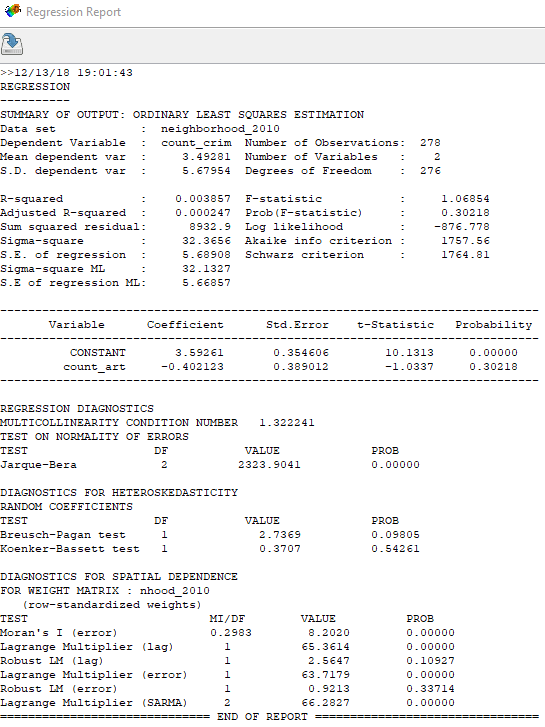 Regression Report
>>12/13/18 19:01:43
REGRESSION
----------
SUMMARY OF OUTPUT: ORDINARY LEAST SQUARES ESTIMATION
Data set            :  neighborhood_2010
Dependent Variable  :  count_crim  Number of Observations:  278
Mean dependent var  :     3.49281  Number of Variables   :    2
S.D. dependent var  :     5.67954  Degrees of Freedom    :  276
R-squared           :    0.003857  F-statistic           :     1.06854
Adjusted R-squared  :    0.000247  Prob(F-statistic)     :     0.30218
Sum squared residual:      8932.9  Log likelihood        :    -876.778
Sigma-square        :     32.3656  Akaike info criterion :     1757.56
S.E. of regression  :     5.68908  Schwarz criterion     :     1764.81
Sigma-square ML     :     32.1327
S.E of regression ML:     5.66857
-----------------------------------------------------------------------------
Variable      Coefficient      Std.Error    t-Statistic   Probability
-----------------------------------------------------------------------------
CONSTANT         3.59261       0.354606        10.1313     0.00000
count_art       -0.402123       0.389012        -1.0337     0.30218
-----------------------------------------------------------------------------
REGRESSION DIAGNOSTICS
MULTICOLLINEARITY CONDITION NUMBER   1.322241
TEST ON NORMALITY OF ERRORS
TEST                  DF           VALUE             PROB
Jarque-Bera            2         2323.9041           0.00000
DIAGNOSTICS FOR HETEROSKEDASTICITY
RANDOM COEFFICIENTS
TEST                  DF           VALUE             PROB
Breusch-Pagan test     1            2.7369           0.09805
Koenker-Bassett test   1            0.3707           0.54261
DIAGNOSTICS FOR SPATIAL DEPENDENCE
FOR WEIGHT MATRIX : nhood_2010
(row-standardized weights)
TEST                          MI/DF        VALUE          PROB
Moran's I (error)             0.2983       8.2020        0.00000
Lagrange Multiplier (lag)       1         65.3614        0.00000
Robust LM (lag)                 1          2.5647        0.10927
Lagrange Multiplier (error)     1         63.7179        0.00000
Robust LM (error)               1          0.9213        0.33714
Lagrange Multiplier (SARMA)     2         66.2827        0.00000
============================== END OF REPORT ================================